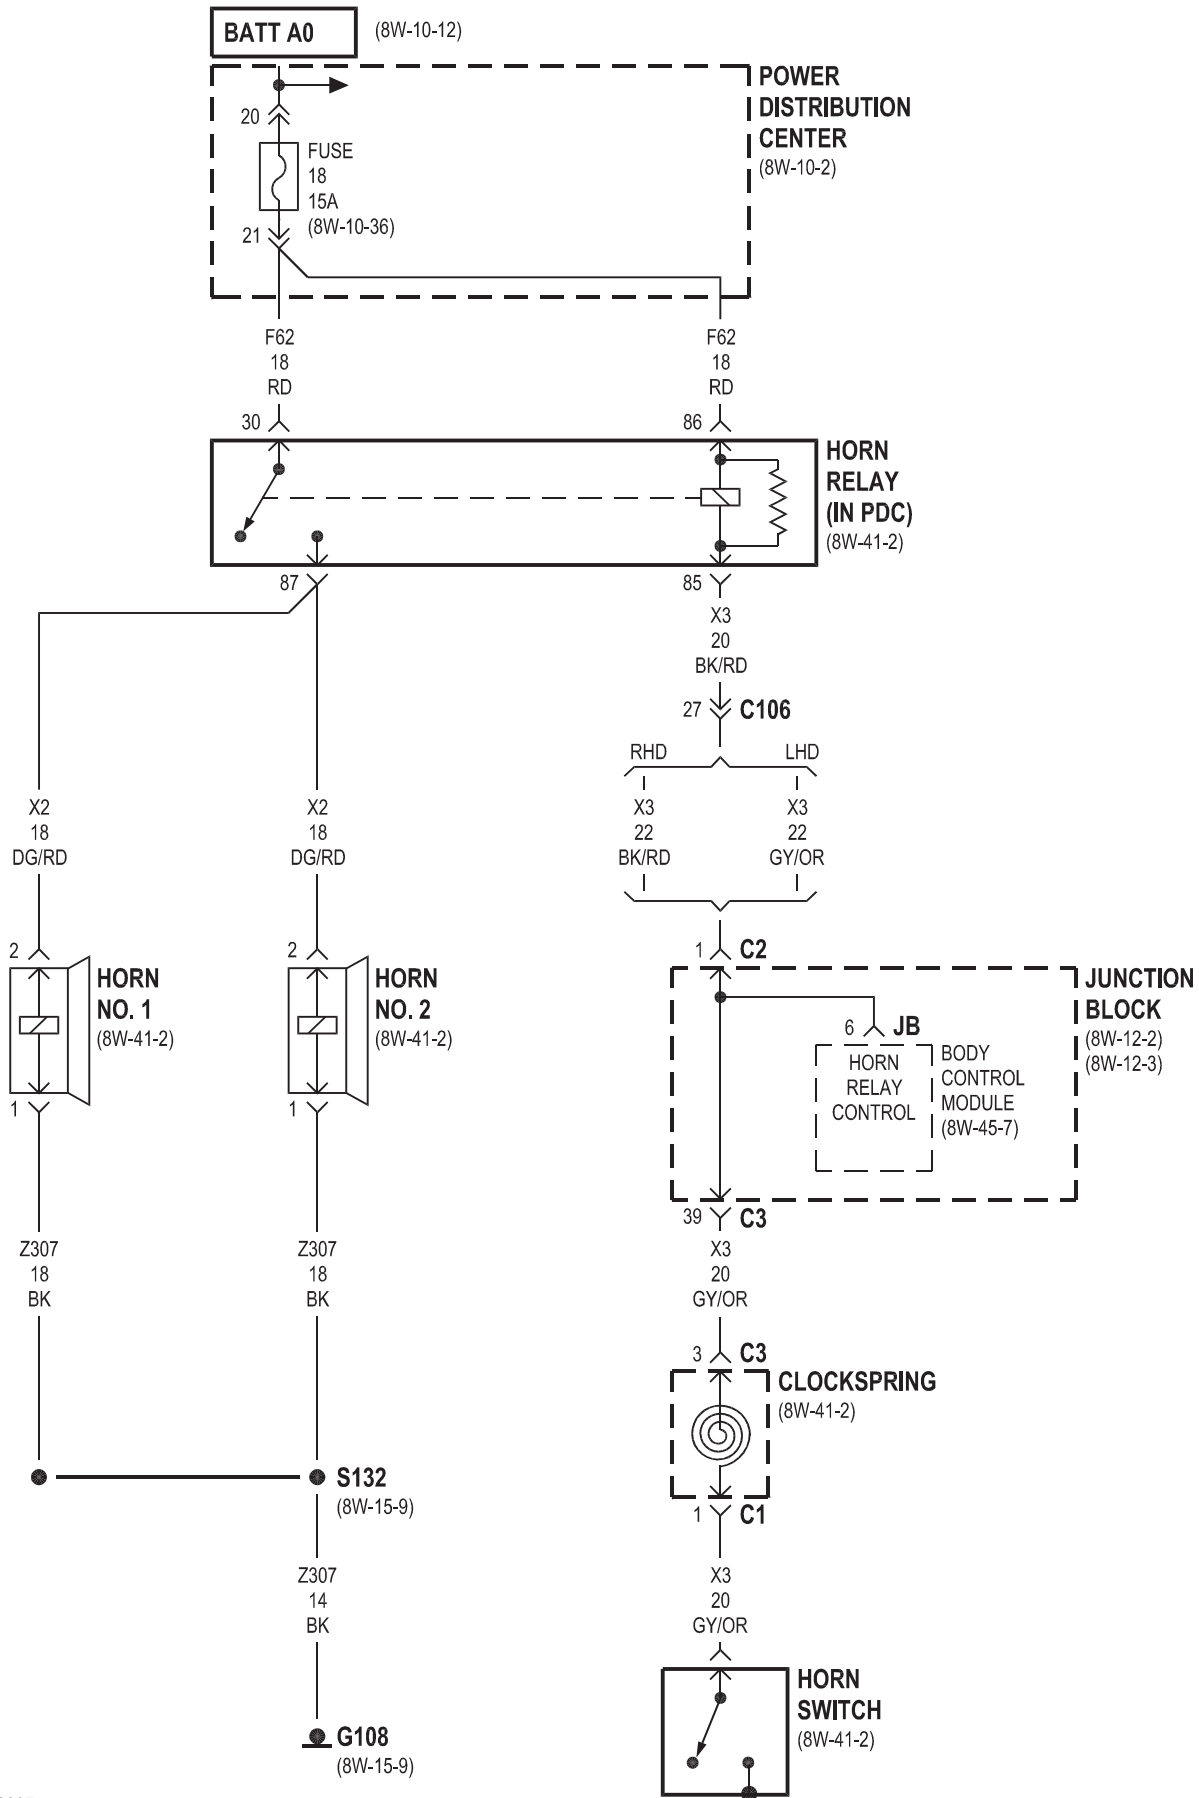 BATT A0
(8W-10-12)
POWER
DISTRIBUTION
CENTER
(8W-10-2)
20
FUSE
18
15A
(8W-10-36)
21
F62
18
RD
F62
18
RD
30
86
HORN
RELAY
(IN PDC)
(8W-41-2)
87
85
X3
20
BK/RD
27
C106
RHD
LHD
X2
18
DG/RD
X2
18
DG/RD
X3
22
BK/RD
X3
22
GY/OR
2
HORN
NO. 1
(8W-41-2)
1
2
HORN
NO. 2
(8W-41-2)
1
1
C2
JUNCTION
BLOCK
(8W-12-2)
(8W-12-3)
6
JB
HORN
RELAY
CONTROL
BODY
CONTROL
MODULE
(8W-45-7)
39
C3
Z307
18
BK
Z307
18
BK
X3
20
GY/OR
3
C3
CLOCKSPRING
(8W-41-2)
S132
(8W-15-9)
1
C1
Z307
14
BK
X3
20
GY/OR
G108
(8W-15-9)
HORN
SWITCH
(8W-41-2)